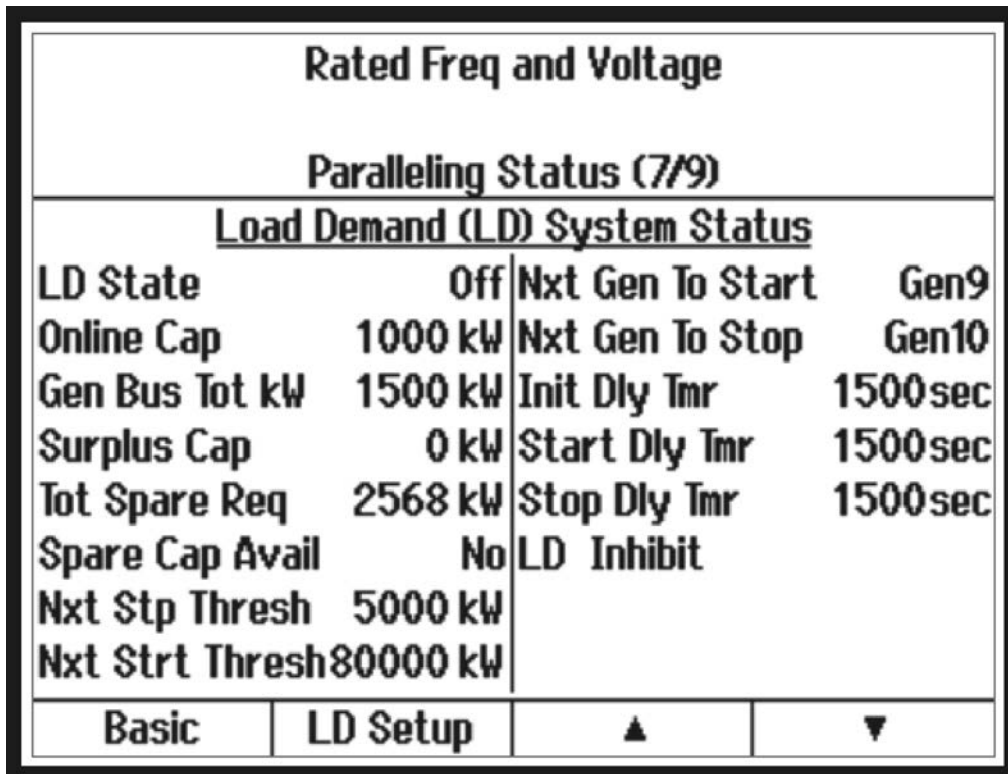 Rated Freq and Voltage
Paralleling Status (7/9)
Load Demand (LD) System Status
LD State Off
Online Cap 1000 kW
Gen Bus Tot kW 1500 kW
Surplus Cap 0 kW
Tot Spare Req 2568 kW
Spare Cap Avail No
Nxt Stp Thresh 5000 kW
Nxt Strt Thresh 80000 kW
Nxt Gen To Start Gen9
Nxt Gen To Stop Gen10
Init Dly Tmr 1500sec
Start Dly Tmr 1500sec
Stop Dly Tmr 1500sec
LD Inhibit
Basic LD Setup ▲ ▼